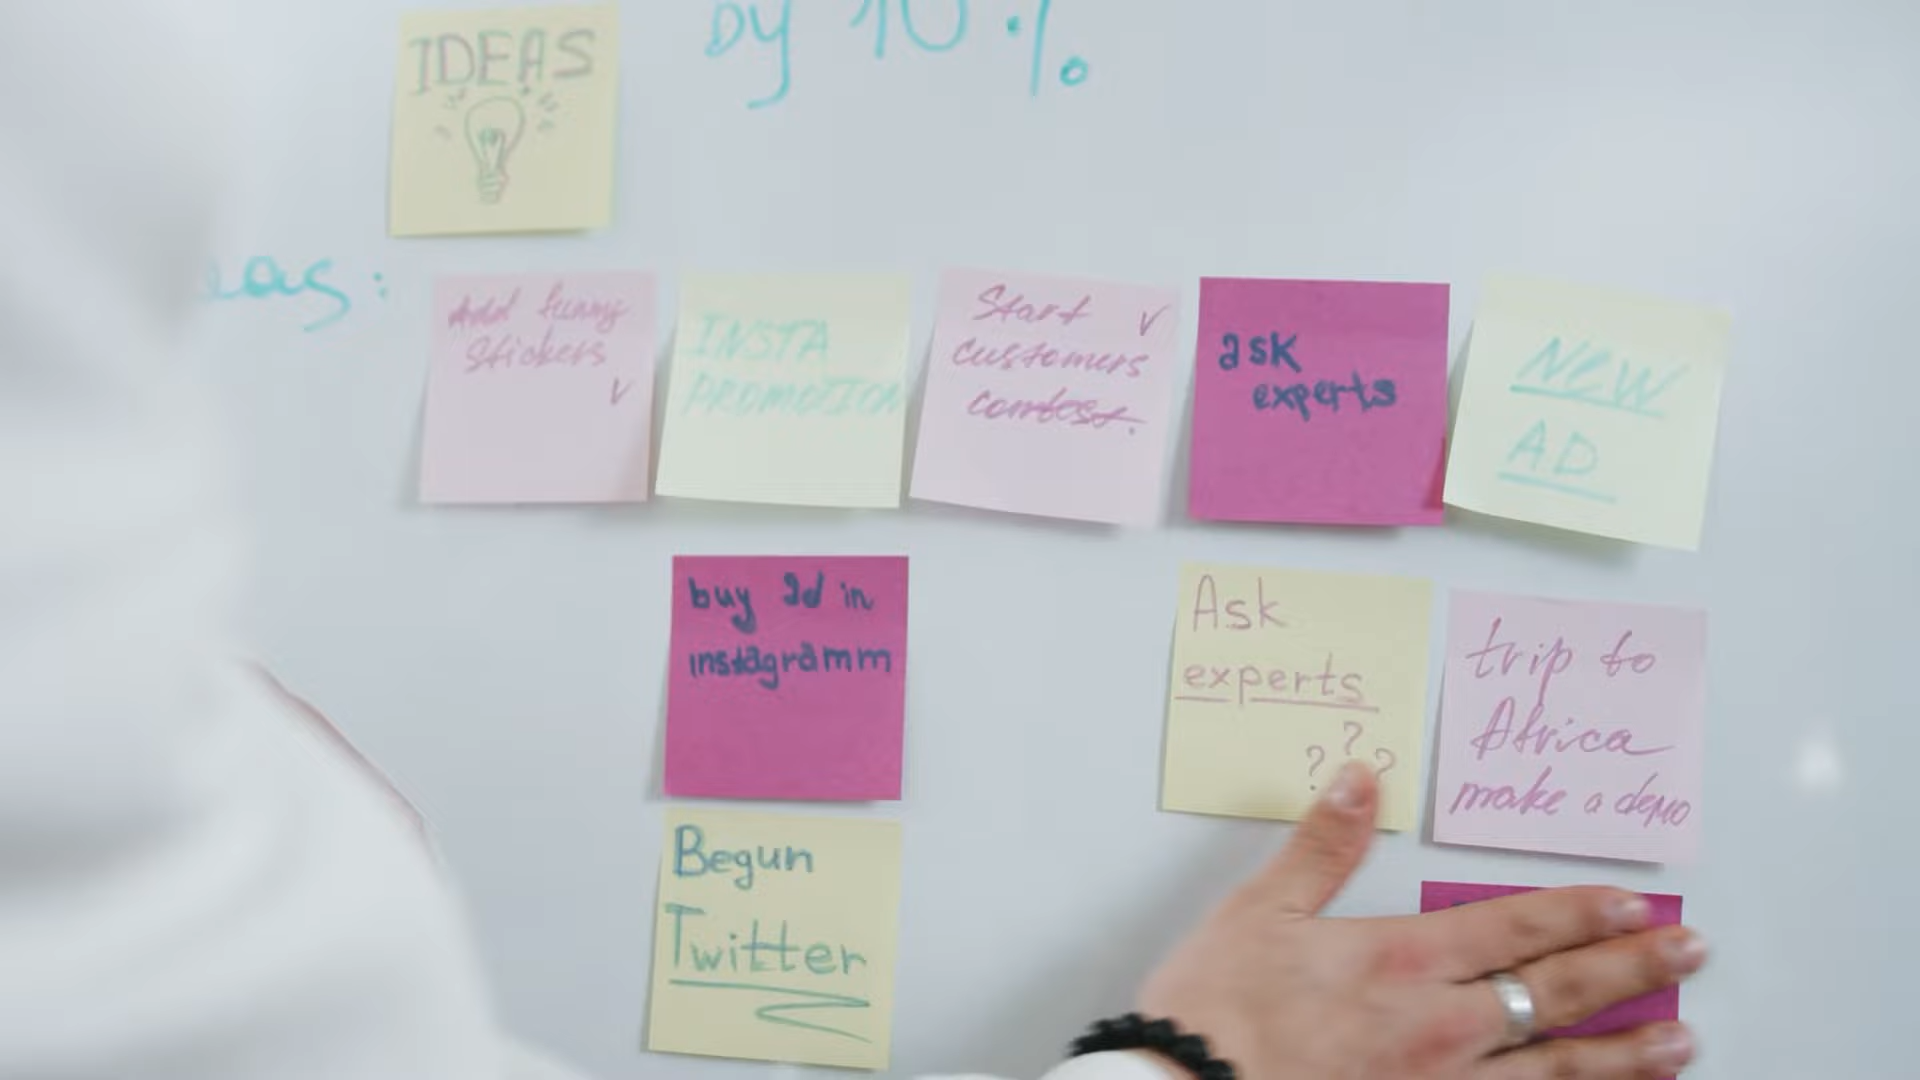 by 10%
IDEAS
eas:
Add funny
stickers
v
INSTA
PROMOTION
Start v
customers
contest.
ask
experts
NEW
AD
buy ad in
instagramm
Ask
experts
? ? ?
trip to
Africa
make a demo
Begun
Twitter